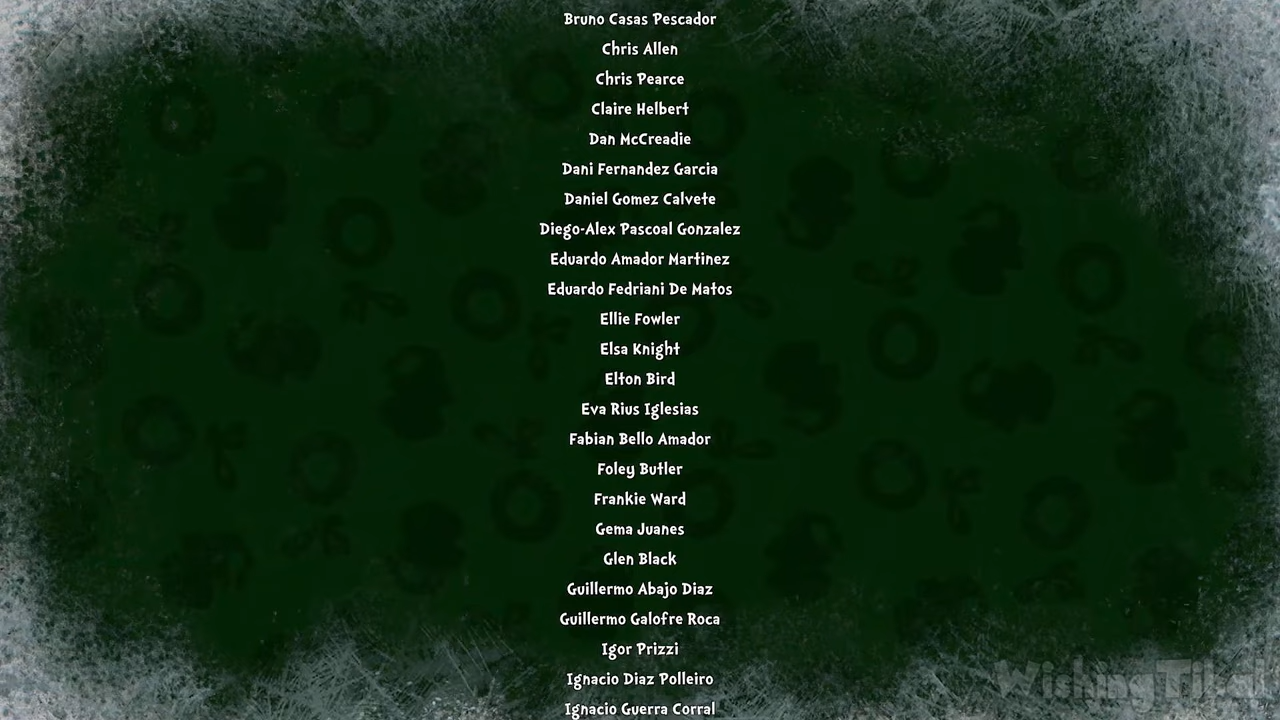 Bruno Casas Pescador
Chris Allen
Chris Pearce
Claire Helbert
Dan McCreadie
Dani Fernandez Garcia
Daniel Gomez Calvete
Diego-Alex Pascoal Gonzalez
Eduardo Amador Martinez
Eduardo Fedriani De Matos
Ellie Fowler
Elsa Knight
Elton Bird
Eva Rius Iglesias
Fabian Bello Amador
Foley Butler
Frankie Ward
Gema Juanes
Glen Black
Guillermo Abajo Diaz
Guillermo Galofre Roca
Igor Prizzi
Ignacio Diaz Polleiro
Ignacio Guerra Corral
WishingTikal